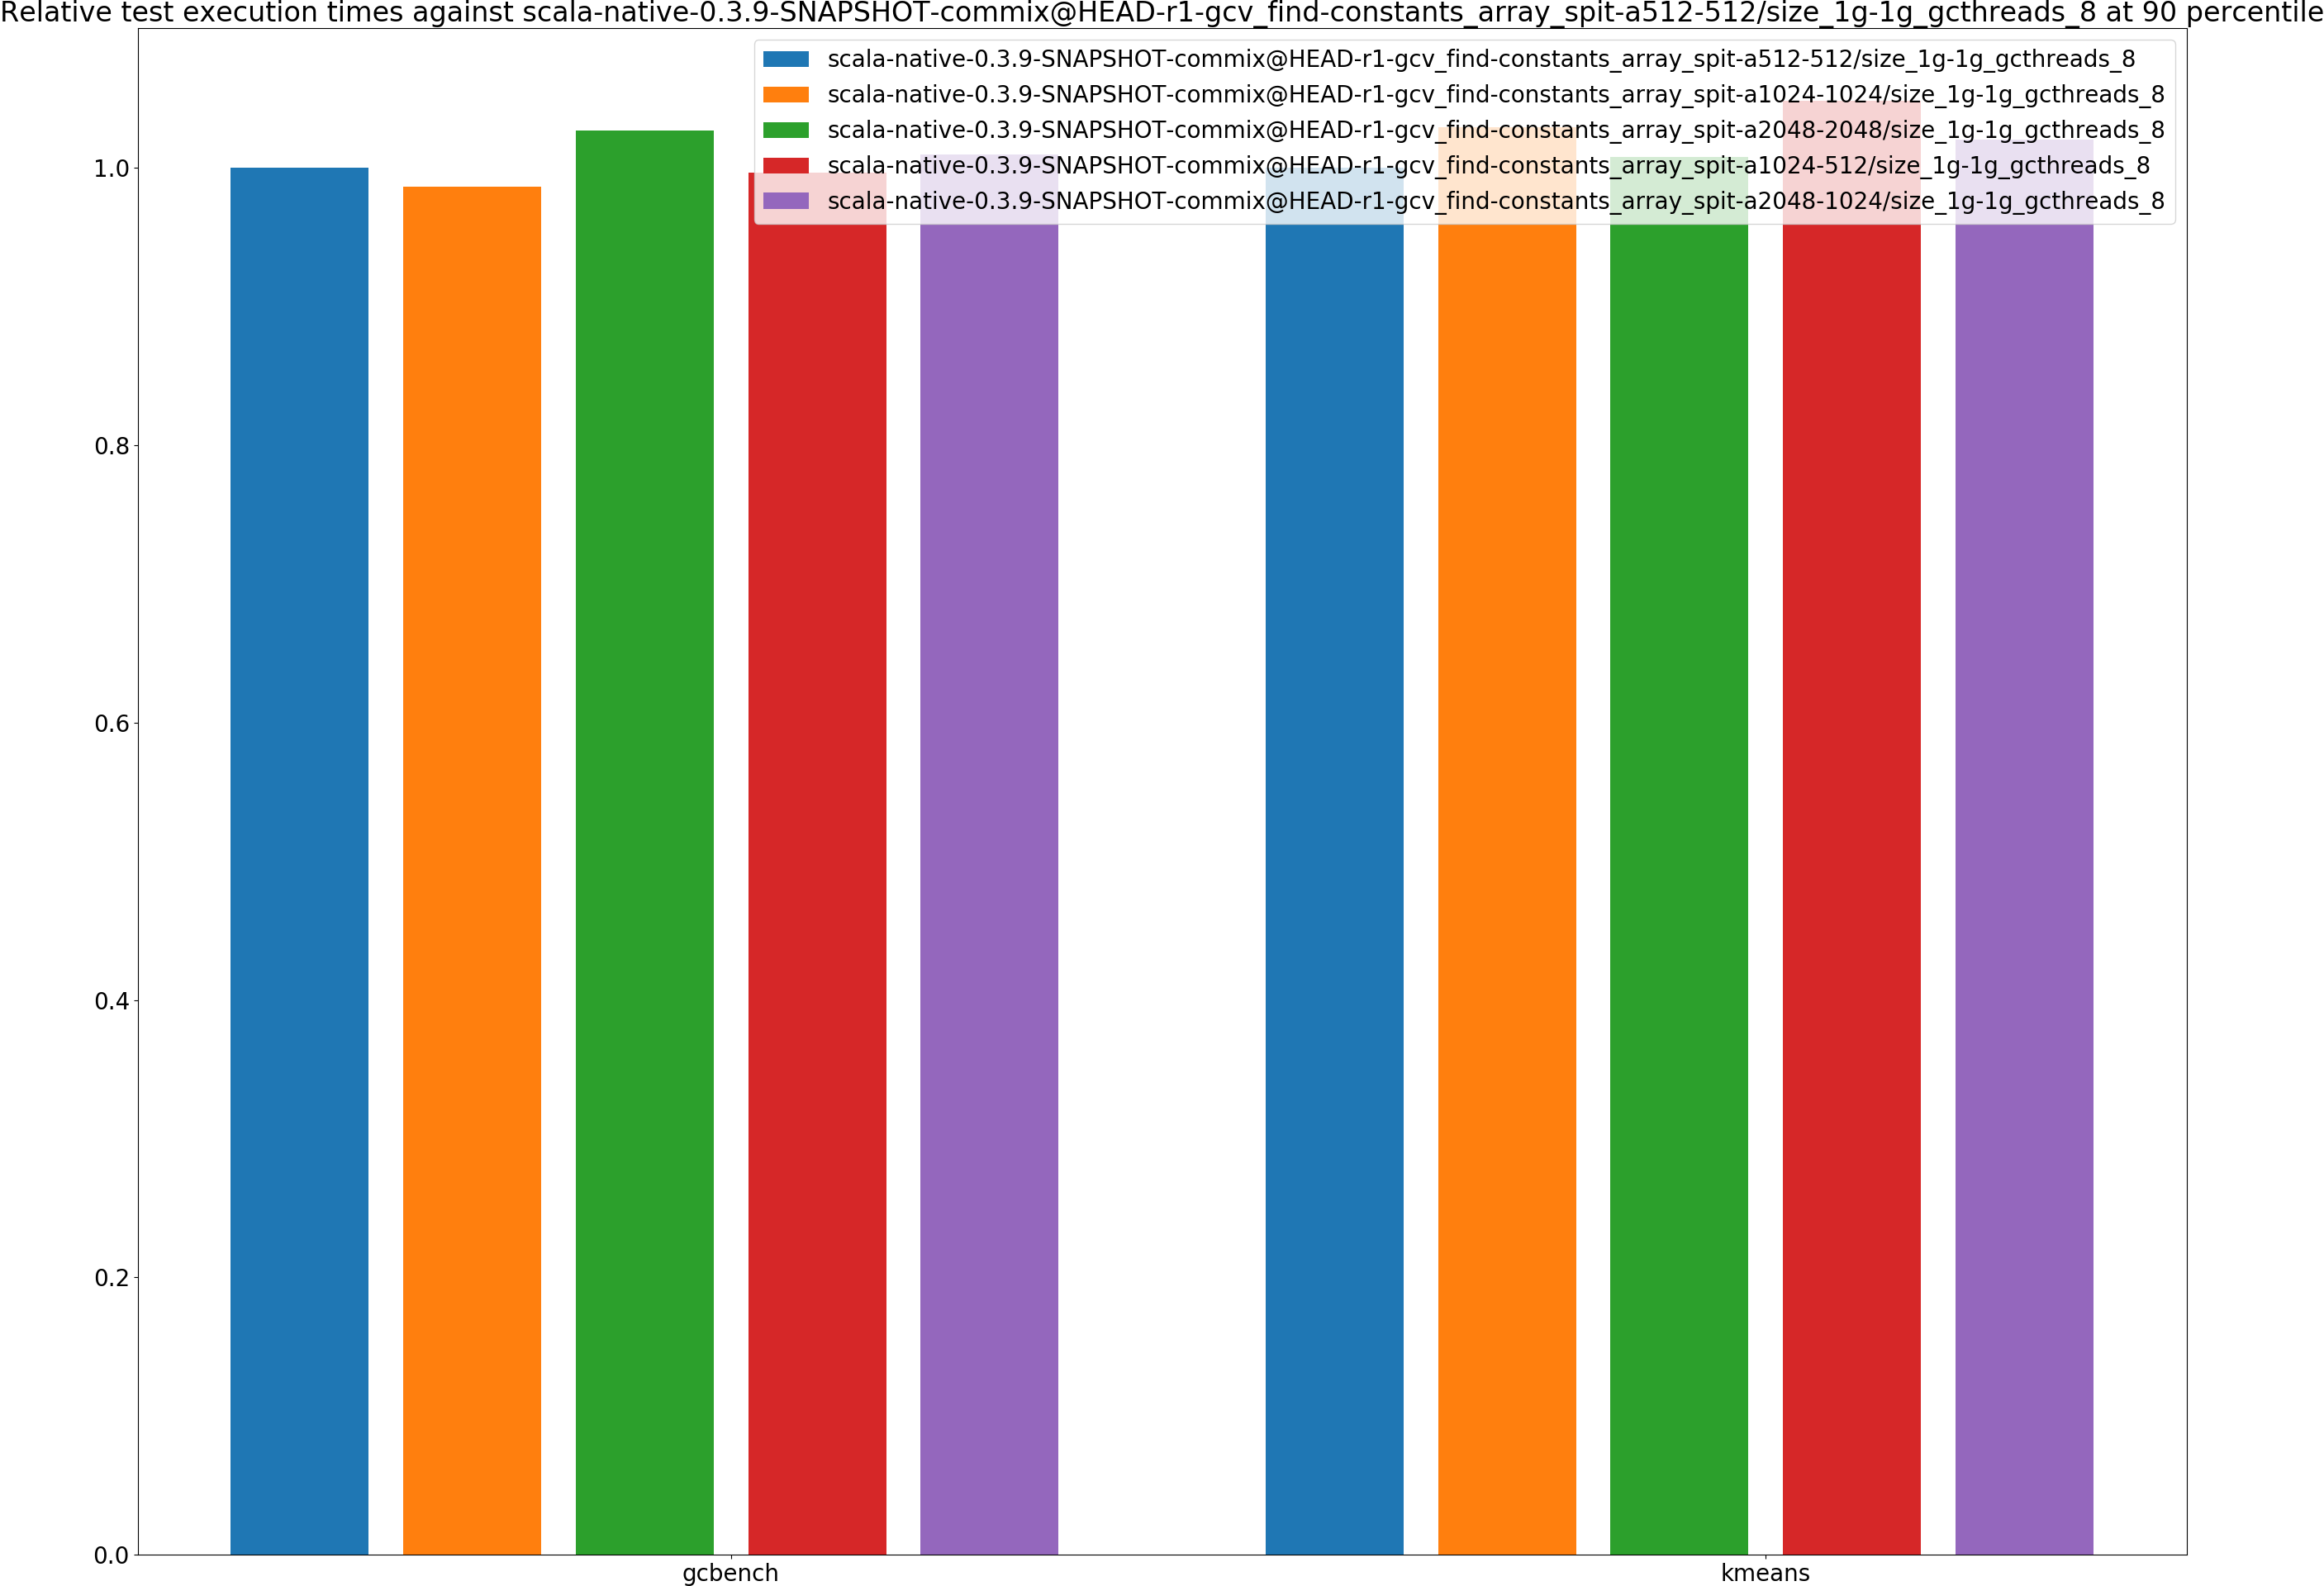 Relative test execution times against scala-native-0.3.9-SNAPSHOT-commix@HEAD-r1-gcv_find-constants_array_spit-a512-512/size_1g-1g_gcthreads_8 at 90 percentile
scala-native-0.3.9-SNAPSHOT-commix@HEAD-r1-gcv_find-constants_array_spit-a512-512/size_1g-1g_gcthreads_8
scala-native-0.3.9-SNAPSHOT-commix@HEAD-r1-gcv_find-constants_array_spit-a1024-1024/size_1g-1g_gcthreads_8
scala-native-0.3.9-SNAPSHOT-commix@HEAD-r1-gcv_find-constants_array_spit-a2048-2048/size_1g-1g_gcthreads_8
scala-native-0.3.9-SNAPSHOT-commix@HEAD-r1-gcv_find-constants_array_spit-a1024-512/size_1g-1g_gcthreads_8
scala-native-0.3.9-SNAPSHOT-commix@HEAD-r1-gcv_find-constants_array_spit-a2048-1024/size_1g-1g_gcthreads_8
1.0
0.8
0.6
0.4
0.2
0.0
gcbench
kmeans